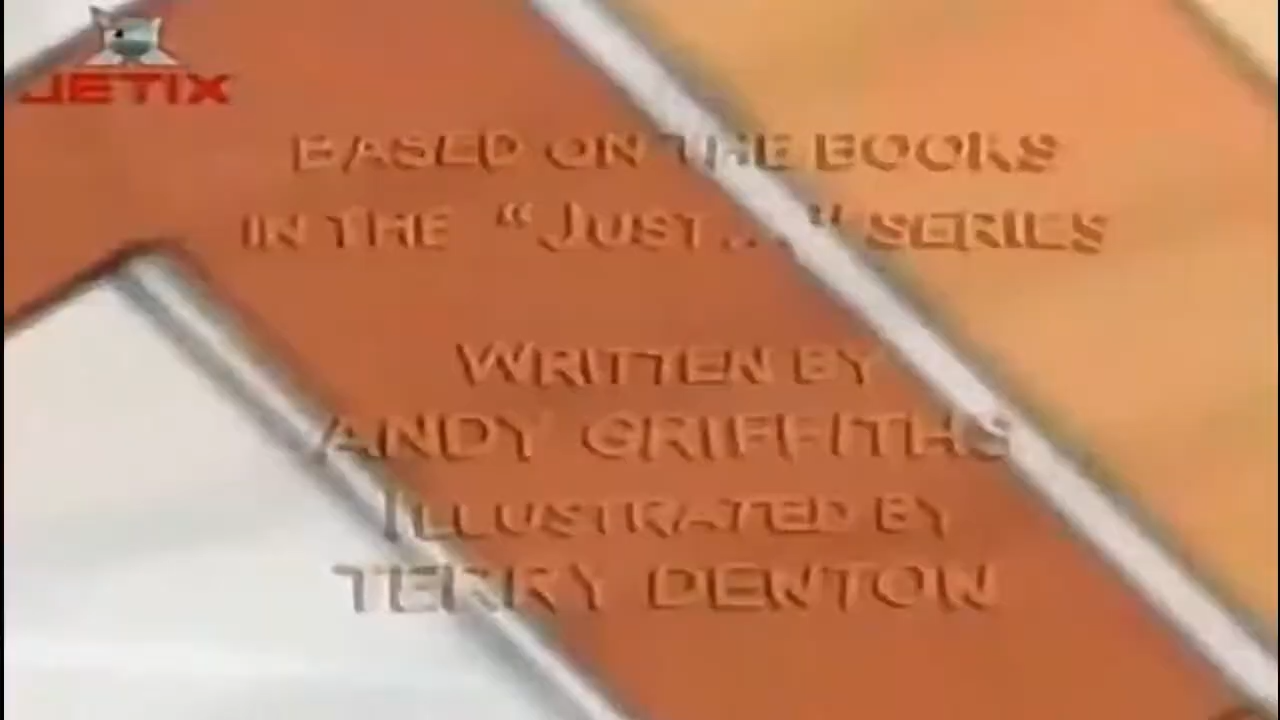 JETIX
BASED ON THE BOOKS
IN THE "JUST..." SERIES
WRITTEN BY
ANDY GRIFFITHS
ILLUSTRATED BY
TERRY DENTON